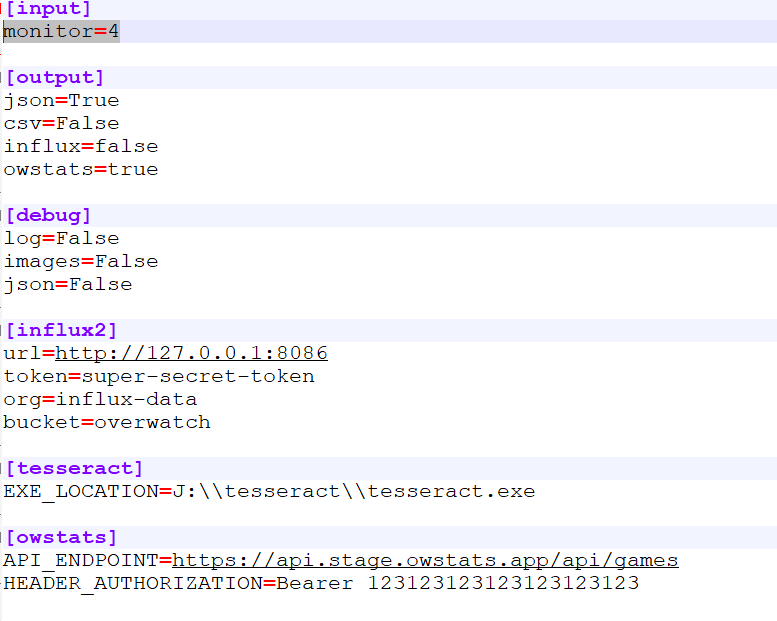 [input]
monitor=4
[output]
json=True
csv=False
influx=false
owstats=true
[debug]
log=False
images=False
json=False
[influx2]
url=http://127.0.0.1:8086
token=super-secret-token
org=influx-data
bucket=overwatch
[tesseract]
EXE_LOCATION=J:\\tesseract\\tesseract.exe
[owstats]
API_ENDPOINT=https://api.stage.owstats.app/api/games
HEADER_AUTHORIZATION=Bearer 123123123123123123123